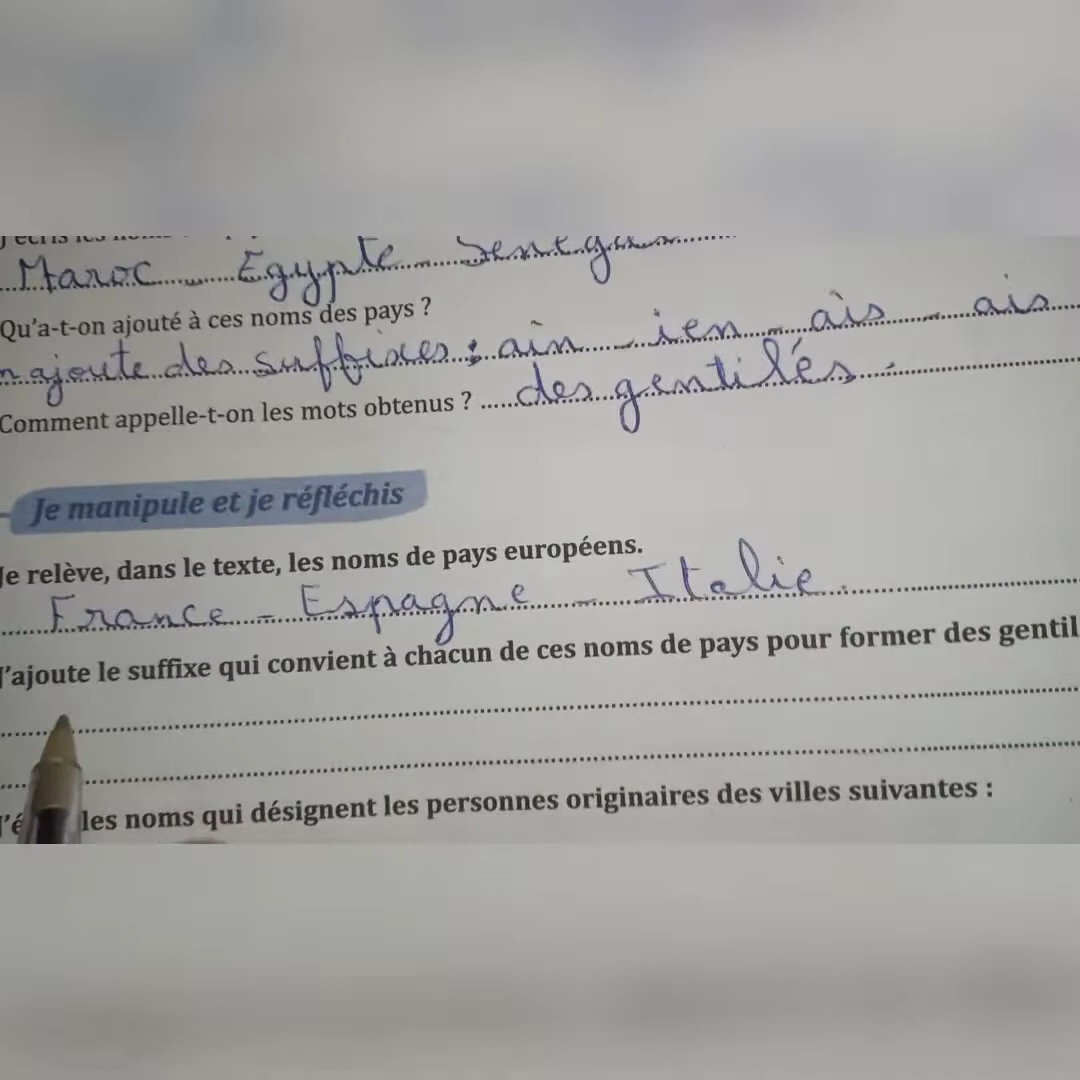 Maroc Egypte
Qu'a-t-on ajouté à ces noms des pays ?
ajoute des suffixes : ain - ien - ais - ais
Comment appelle-t-on les mots obtenus ? des gentilés.
Je manipule et je réfléchis
Je relève, dans le texte, les noms de pays européens.
France - Espagne - Italie.
J'ajoute le suffixe qui convient à chacun de ces noms de pays pour former des gentil
les noms qui désignent les personnes originaires des villes suivantes :